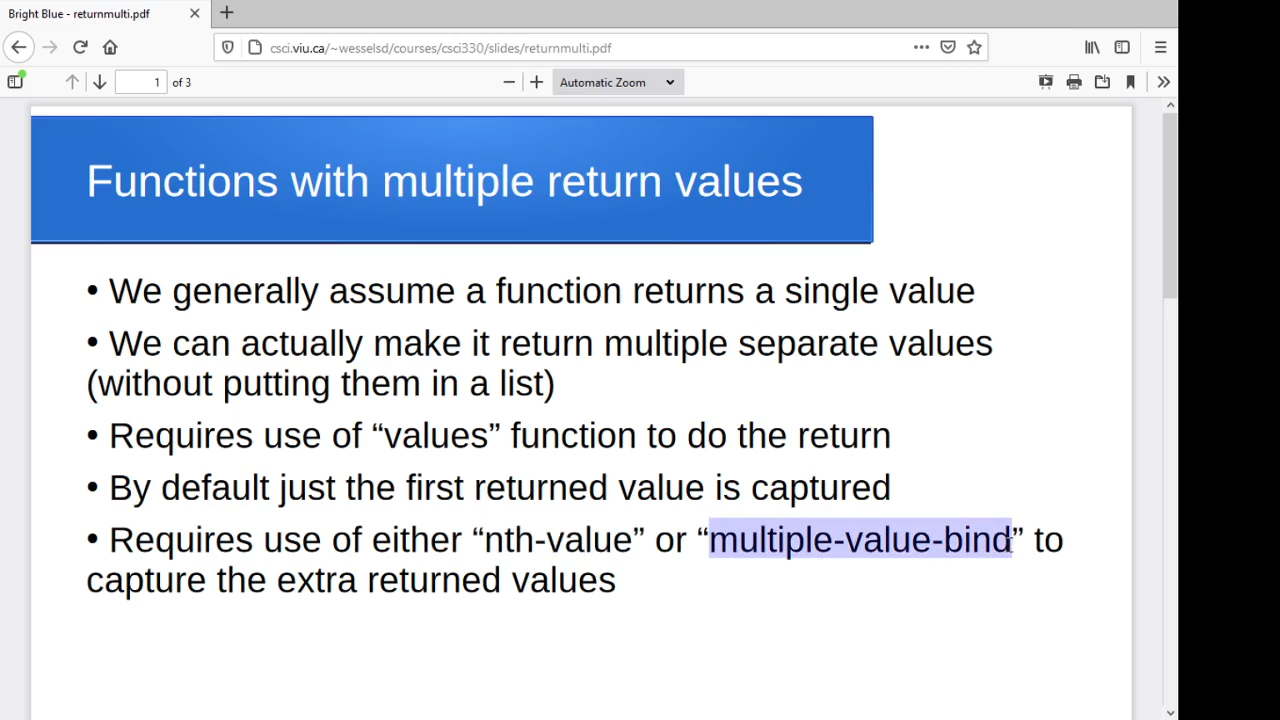 Bright Blue - returnmulti.pdf
csci.viu.ca/~wesselsd/courses/csci330/slides/returnmulti.pdf
1 of 3
Automatic Zoom
Functions with multiple return values
• We generally assume a function returns a single value
• We can actually make it return multiple separate values
(without putting them in a list)
• Requires use of “values” function to do the return
• By default just the first returned value is captured
• Requires use of either “nth-value” or “multiple-value-bind” to
capture the extra returned values